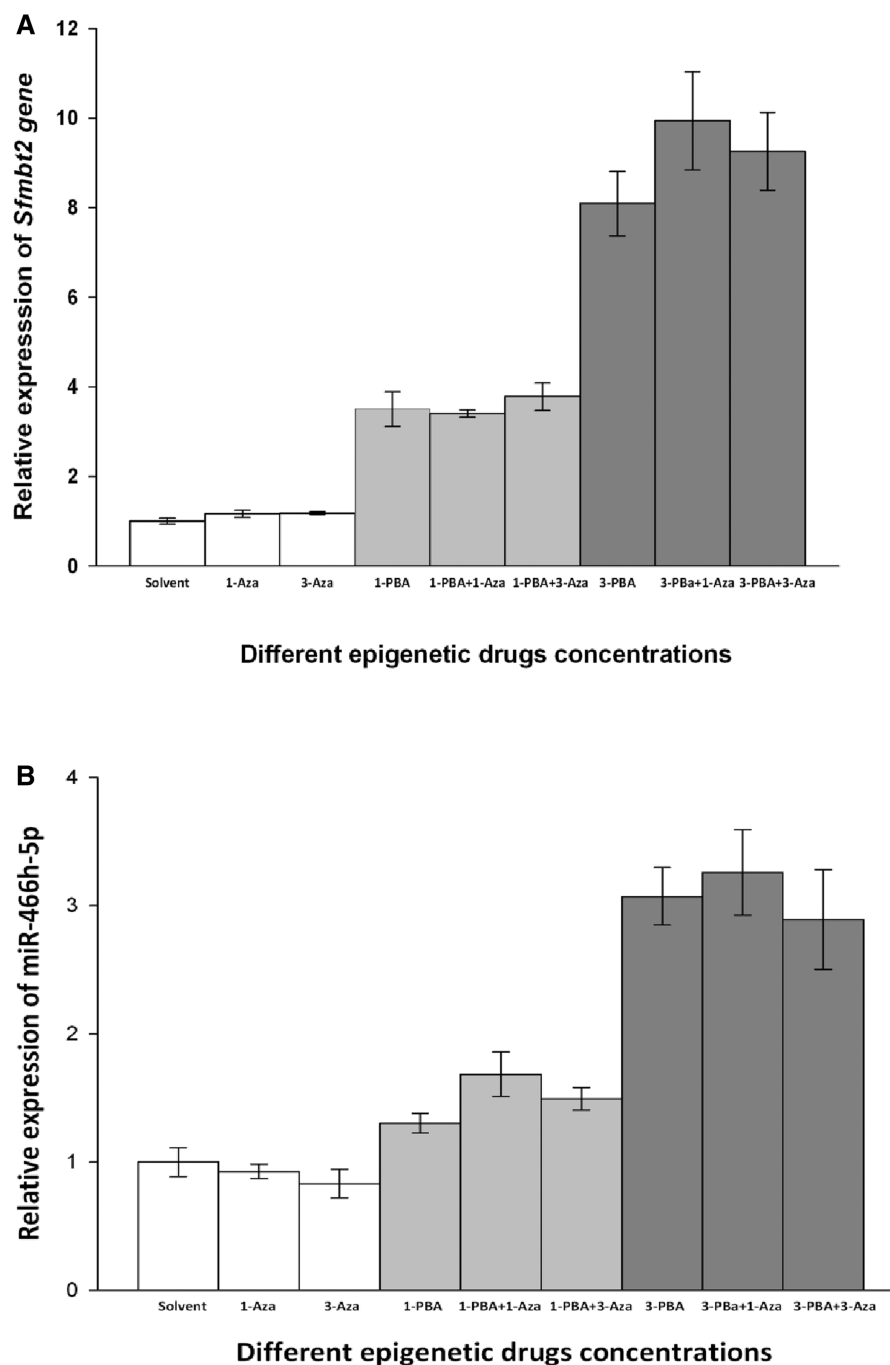 A
Relative expresssion of Sfmbt2 gene
12
10
8
6
4
2
0
Solvent 1-Aza 3-Aza 1-PBA 1-PBA+1-Aza 1-PBA+3-Aza 3-PBA 3-PBa+1-Aza 3-PBA+3-Aza
Different epigenetic drugs concentrations
B
Relative expression of miR-466h-5p
4
3
2
1
0
Solvent 1-Aza 3-Aza 1-PBA 1-PBA+1-Aza 1-PBA+3-Aza 3-PBA 3-PBa+1-Aza 3-PBA+3-Aza
Different epigenetic drugs concentrations